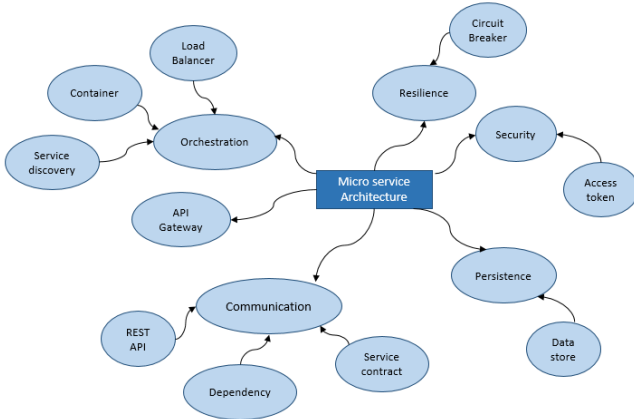 Circuit
Breaker
Load
Balancer
Container
Resilience
Orchestration
Security
Service
discovery
Micro service
Architecture
Access
token
API
Gateway
Persistence
Communication
REST
API
Data
store
Service
contract
Dependency